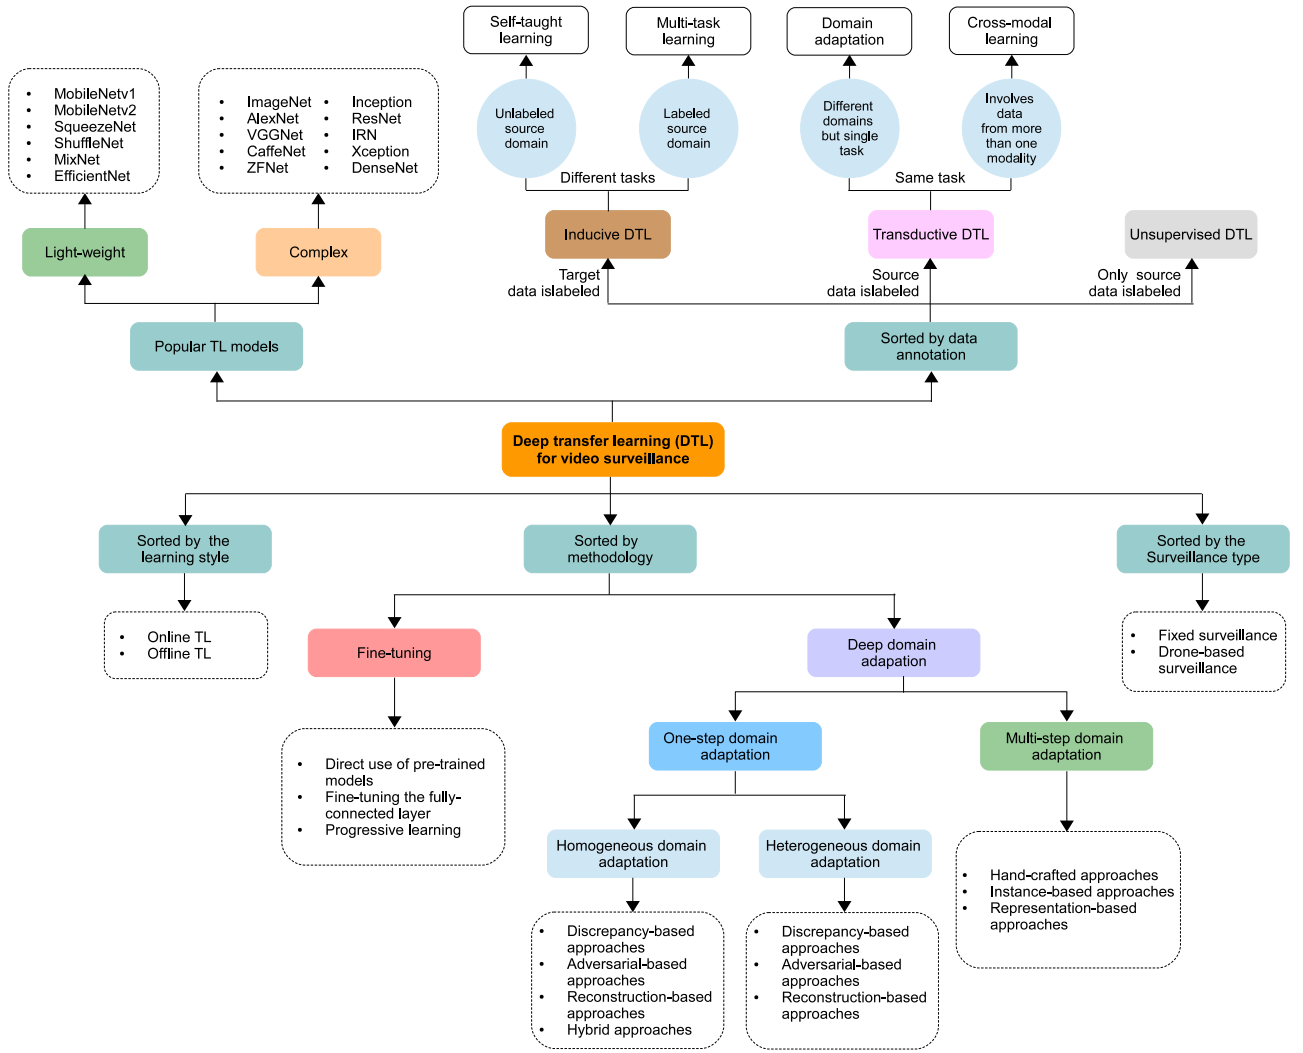 Self-taught
learning
Multi-task
learning
Domain
adaptation
Cross-modal
learning
• MobileNetv1
• MobileNetv2
• SqueezeNet
• ShuffleNet
• MixNet
• EfficientNet
• ImageNet
• AlexNet
• VGGNet
• CaffeNet
• ZFNet
• Inception
• ResNet
• IRN
• Xception
• DenseNet
Unlabeled
source
domain
Labeled
source
domain
Different
domains
but single
task
Involves
data
from more
than one
modality
Different tasks
Same task
Light-weight
Complex
Inducive DTL
Transductive DTL
Unsupervised DTL
Target
data islabeled
Source
data islabeled
Only source
data islabeled
Popular TL models
Sorted by data
annotation
Deep transfer learning (DTL)
for video surveillance
Sorted by the
learning style
Sorted by
methodology
Sorted by the
Surveillance type
• Online TL
• Offline TL
Fine-tuning
Deep domain
adapation
• Fixed surveillance
• Drone-based
surveillance
One-step domain
adaptation
Multi-step domain
adaptation
• Direct use of pre-trained
models
• Fine-tuning the fully-
connected layer
• Progressive learning
Homogeneous domain
adaptation
Heterogeneous domain
adaptation
• Hand-crafted approaches
• Instance-based approaches
• Representation-based
approaches
• Discrepancy-based
approaches
• Adversarial-based
approaches
• Reconstruction-based
approaches
• Hybrid approaches
• Discrepancy-based
approaches
• Adversarial-based
approaches
• Reconstruction-based
approaches